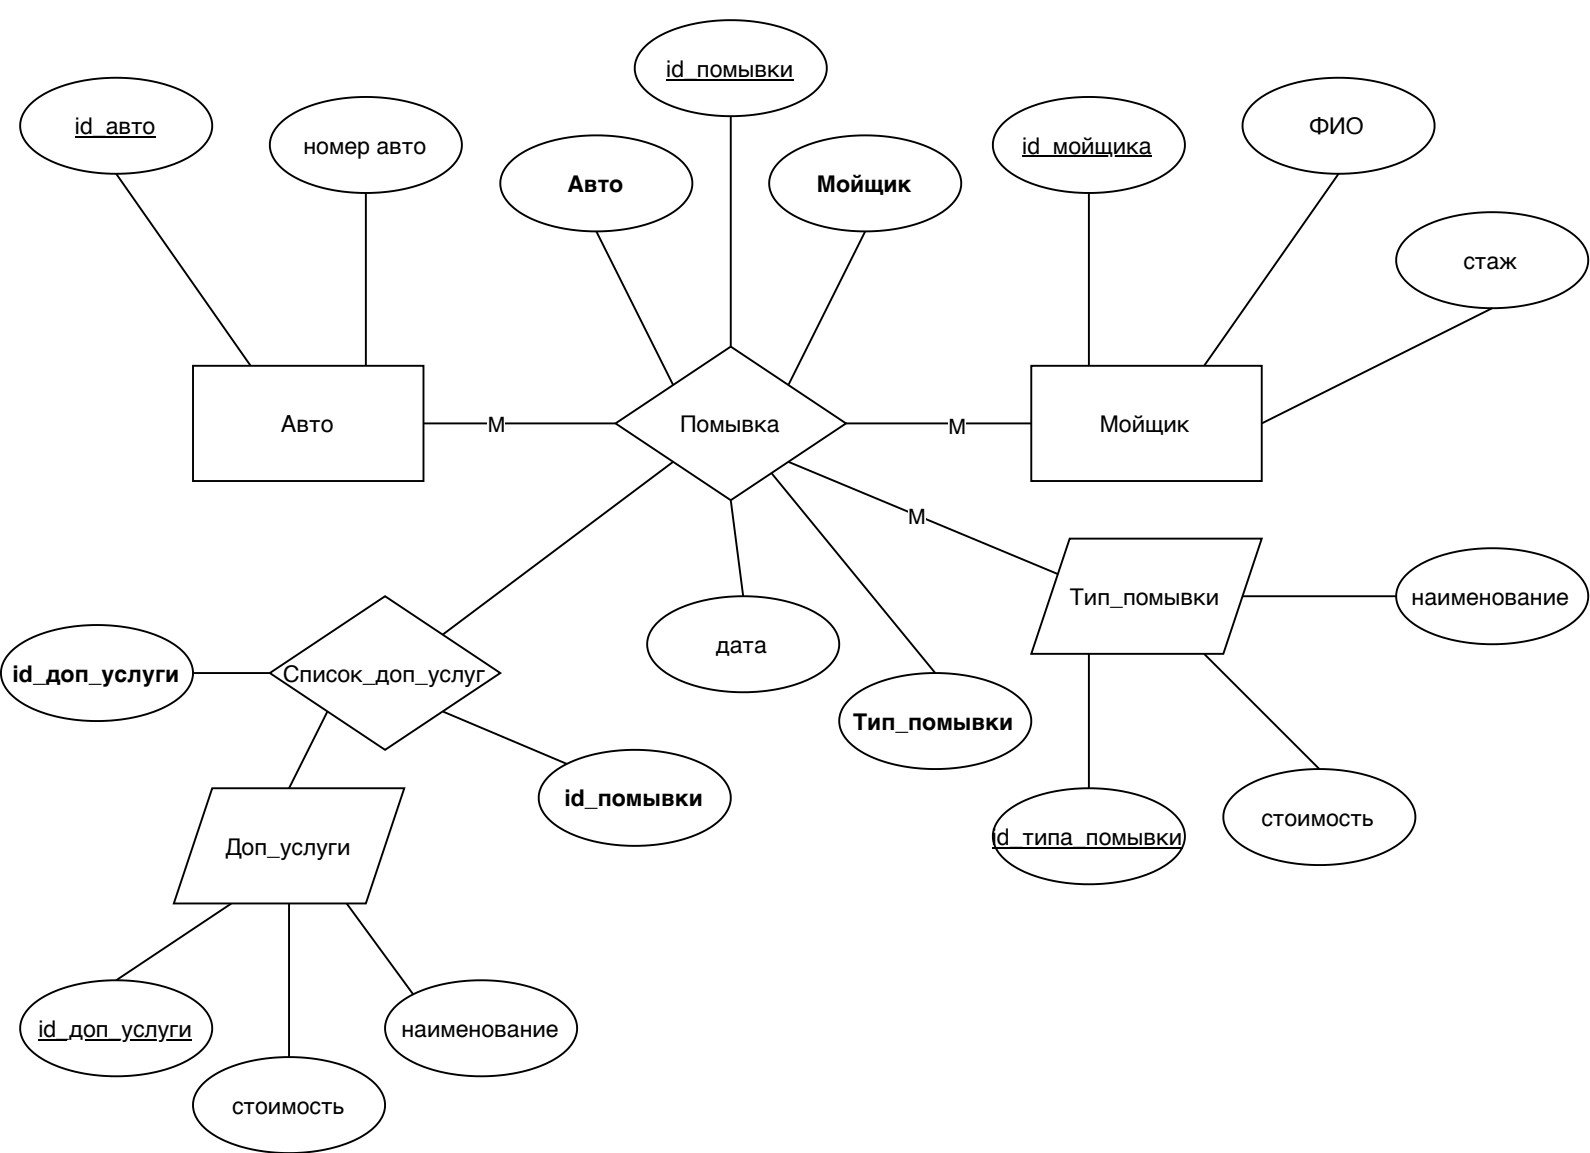 id_помывки
id_авто
номер авто
id_мойщика
ФИО
Авто
Мойщик
стаж
Авто
М
Помывка
М
Мойщик
М
Тип_помывки
наименование
дата
id_доп_услуги
Список_доп_услуг
Тип_помывки
id_помывки
стоимость
id_типа_помывки
Доп_услуги
id_доп_услуги
наименование
стоимость